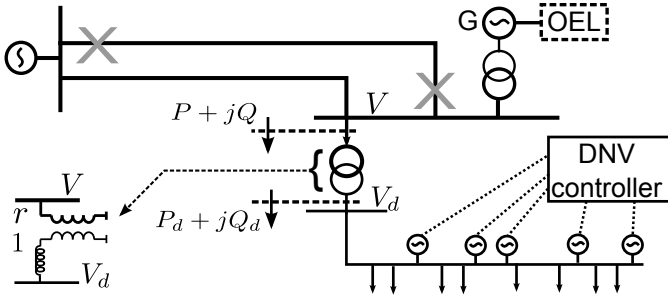 G
OEL
V
P + jQ
DNV
controller
V
r
1
V_d
P_d + jQ_d
V_d